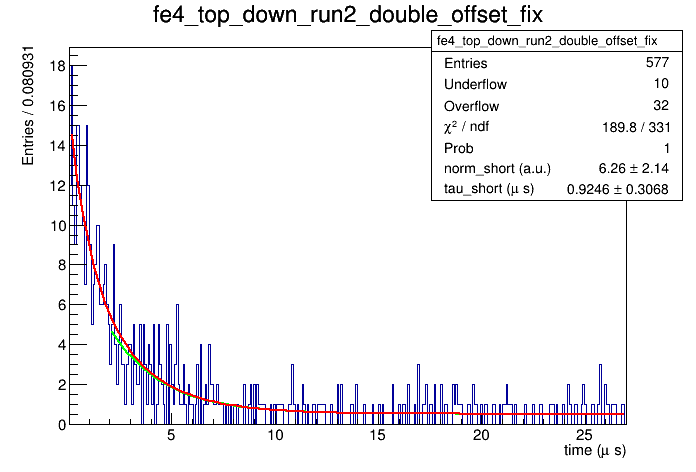 fe4_top_down_run2_double_offset_fix
fe4_top_down_run2_double_offset_fix
Entries 577
Underflow 10
Overflow 32
χ² / ndf 189.8 / 331
Prob 1
norm_short (a.u.) 6.26 ± 2.14
tau_short (μ s) 0.9246 ± 0.3068
Entries / 0.080931
18
16
14
12
10
8
6
4
2
0
5 10 15 20 25
time (μ s)